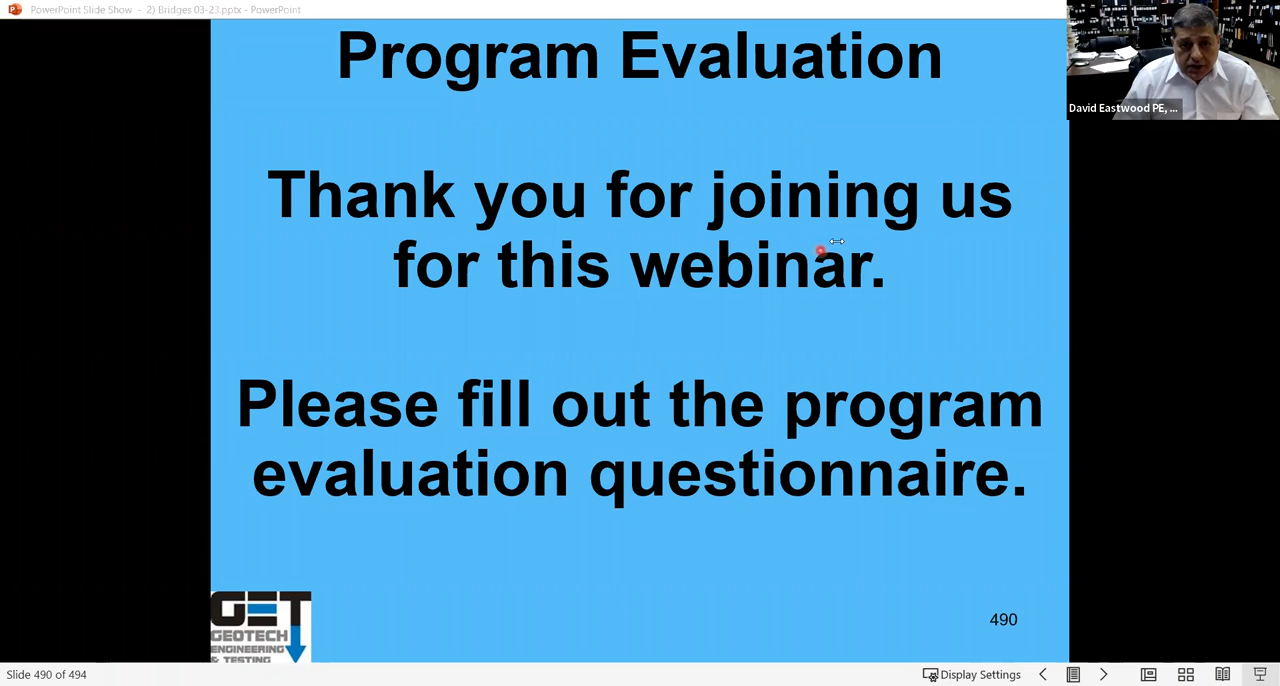 PowerPoint Slide Show - 2) Bridges 03-23.pptx - PowerPoint
Program Evaluation
David Eastwood PE, ...
Thank you for joining us
for this webinar.
Please fill out the program
evaluation questionnaire.
GET
GEOTECH
ENGINEERING
& TESTING
490
Slide 490 of 494
Display Settings